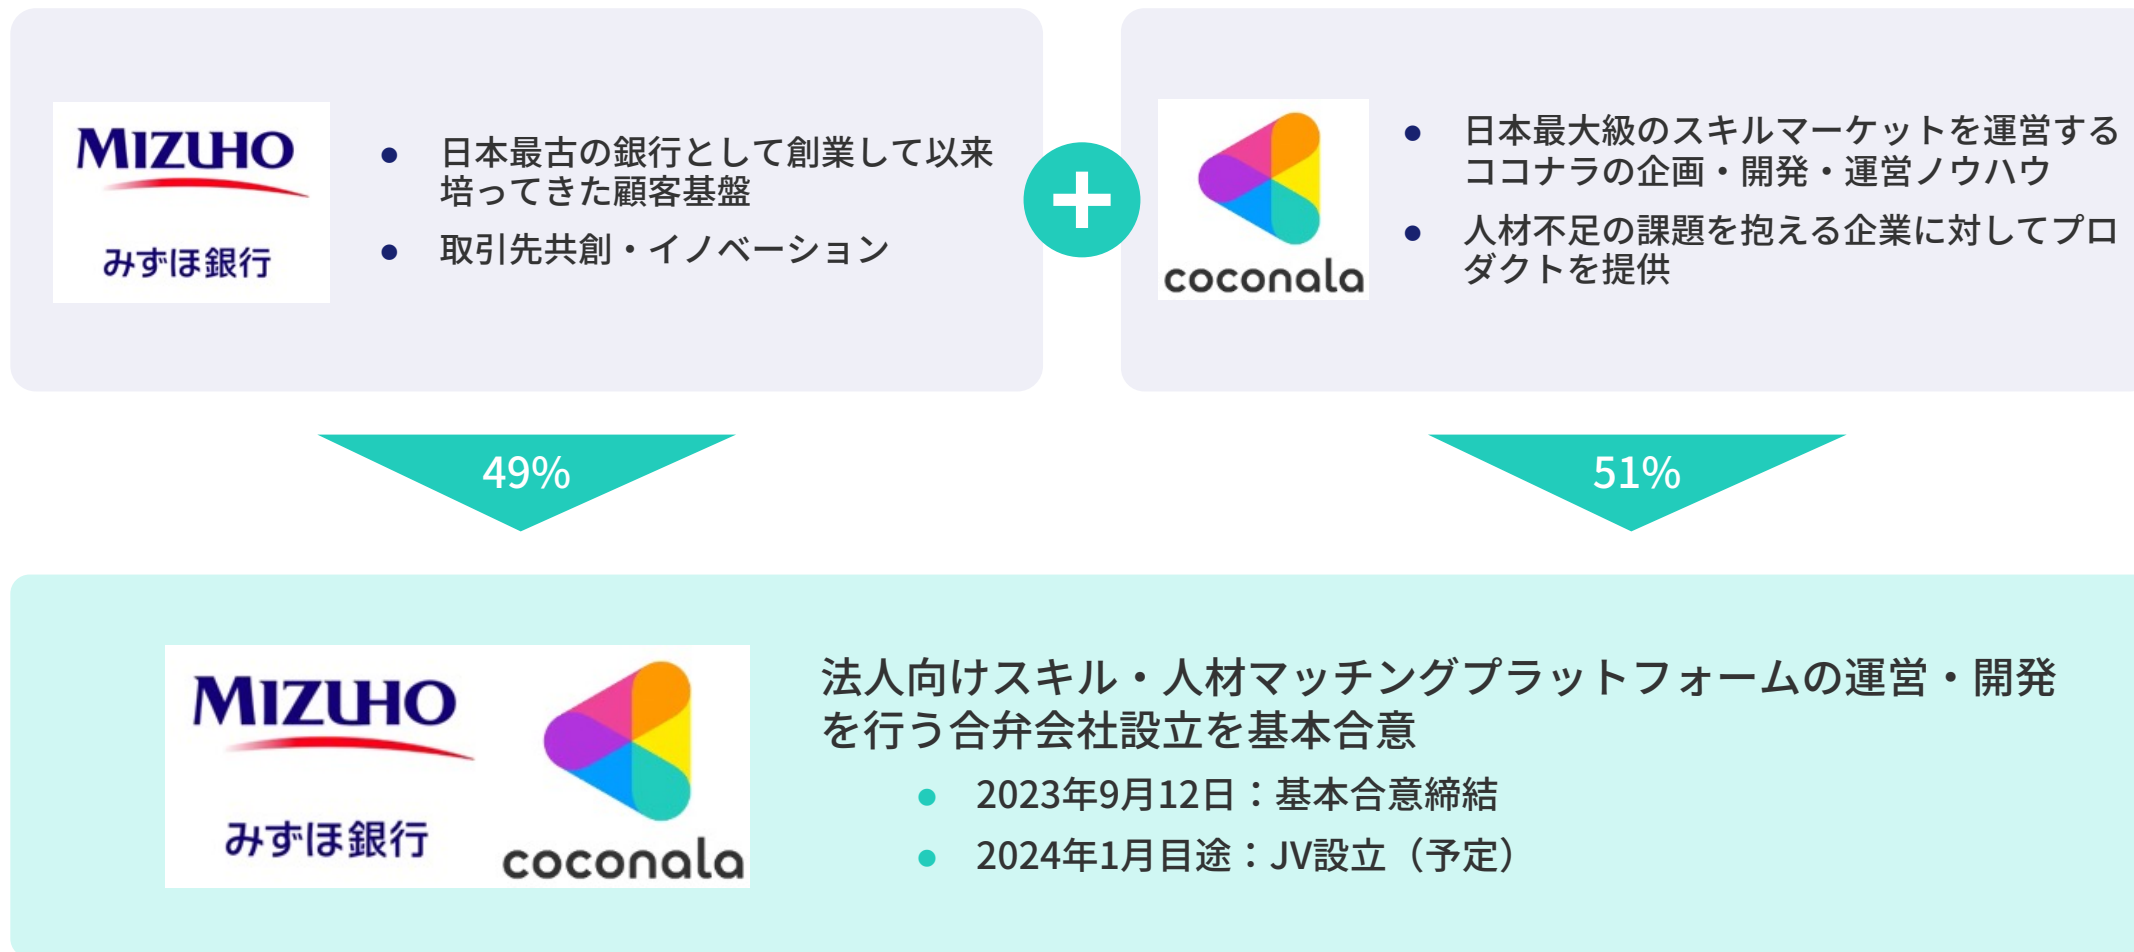 MIZUHO
みずほ銀行
● 日本最古の銀行として創業して以来
培ってきた顧客基盤
● 取引先共創・イノベーション
+
coconala
● 日本最大級のスキルマーケットを運営する
ココナラの企画・開発・運営ノウハウ
● 人材不足の課題を抱える企業に対してプロ
ダクトを提供
49%
51%
MIZUHO
みずほ銀行
coconala
法人向けスキル・人材マッチングプラットフォームの運営・開発
を行う合弁会社設立を基本合意
● 2023年9月12日：基本合意締結
● 2024年1月目途：JV設立（予定）